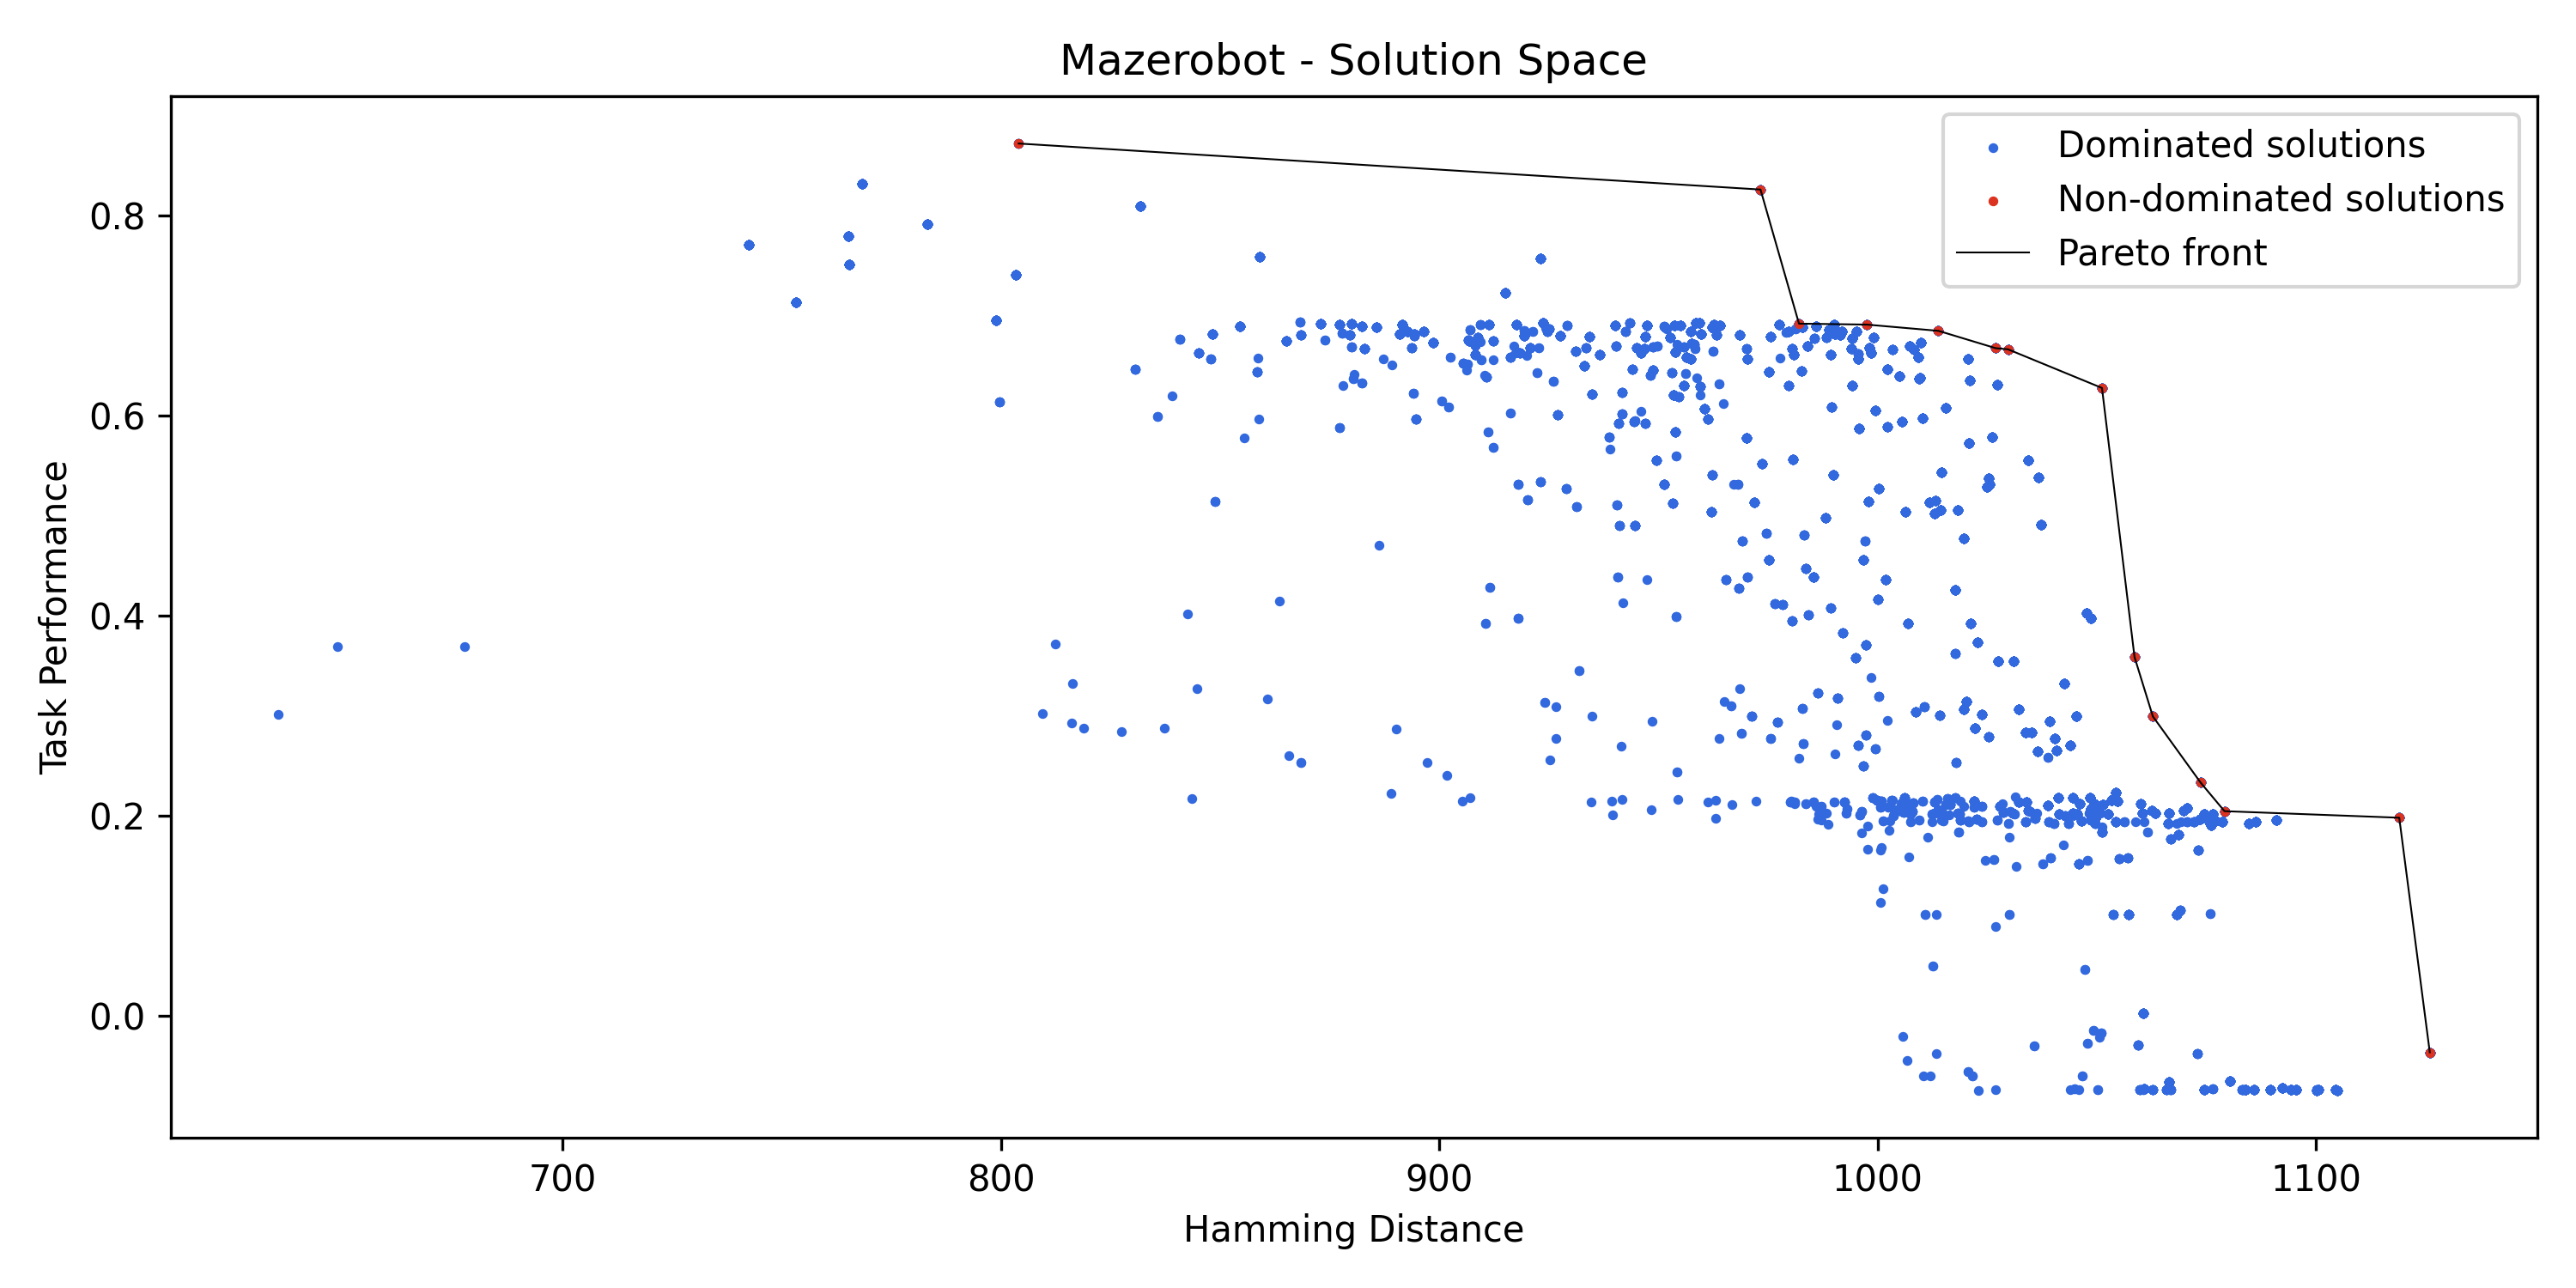 Mazerobot - Solution Space
Dominated solutions
Non-dominated solutions
Pareto front
Task Performance
0.8
0.6
0.4
0.2
0.0
700 800 900 1000 1100
Hamming Distance